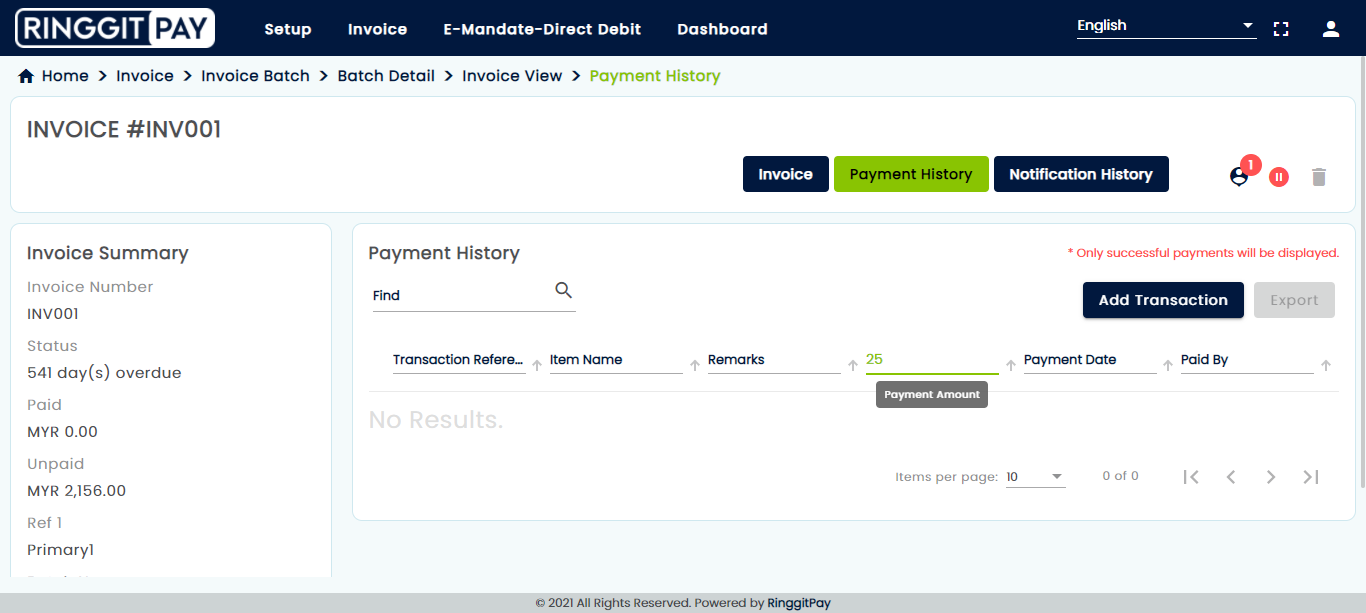 RINGGIT PAY Setup Invoice E-Mandate-Direct Debit Dashboard English
Home > Invoice > Invoice Batch > Batch Detail > Invoice View > Payment History
INVOICE #INV001
Invoice Payment History Notification History 1
Invoice Summary
Invoice Number
INV001
Status
541 day(s) overdue
Paid
MYR 0.00
Unpaid
MYR 2,156.00
Ref 1
Primary1
Payment History
* Only successful payments will be displayed.
Find
Add Transaction Export
Transaction Refere... Item Name Remarks 25 Payment Date Paid By
Payment Amount
No Results.
Items per page: 10 0 of 0
© 2021 All Rights Reserved. Powered by RinggitPay